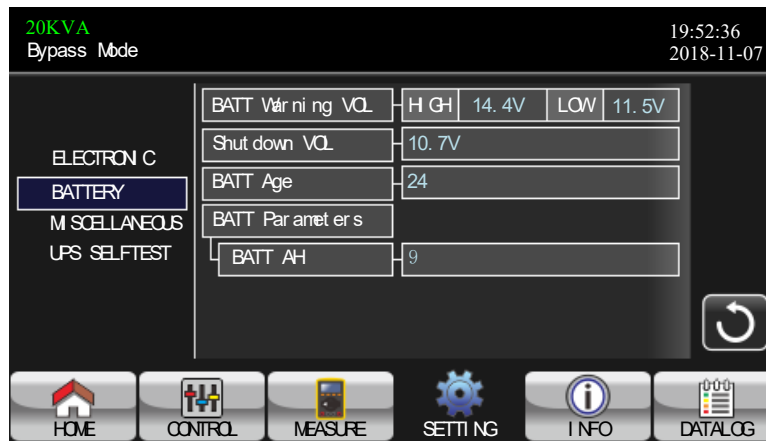 20KVA
Bypass Mode
19:52:36
2018-11-07
ELECTRONIC
BATTERY
MISCELLANEOUS
UPS SELFTEST
BATT Warning VOL HIGH 14.4V LOW 11.5V
Shutdown VOL 10.7V
BATT Age 24
BATT Parameters
BATT AH 9
HOME CONTROL MEASURE SETTING INFO DATALOG